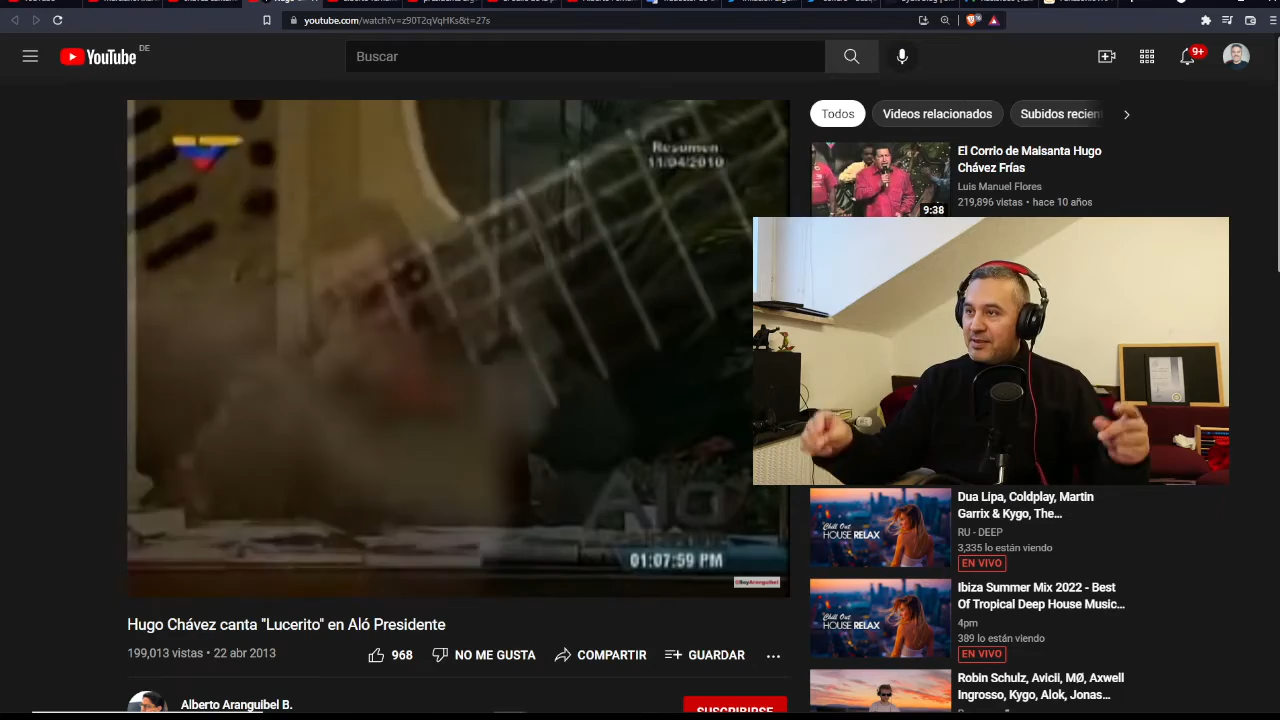 youtube.com/watch?v=z90T2qVqHKs&t=27s
YouTube DE
Buscar
9+
Resumen
11/04/2010
Aló
01:07:59 PM
@SoyAranguibel
Hugo Chávez canta "Lucerito" en Aló Presidente
199,013 vistas • 22 abr 2013
968
NO ME GUSTA
COMPARTIR
GUARDAR
Alberto Aranguibel B.
SUSCRIBIRSE
Todos
Videos relacionados
Subidos recien
El Corrio de Maisanta Hugo
Chávez Frías
Luis Manuel Flores
219,896 vistas • hace 10 años
9:38
Chill Out
HOUSE RELAX
Dua Lipa, Coldplay, Martin
Garrix & Kygo, The...
RU - DEEP
3,335 lo están viendo
EN VIVO
Chill Out
HOUSE RELAX
Ibiza Summer Mix 2022 - Best
Of Tropical Deep House Music...
4pm
389 lo están viendo
EN VIVO
Robin Schulz, Avicii, MØ, Axwell
Ingrosso, Kygo, Alok, Jonas...